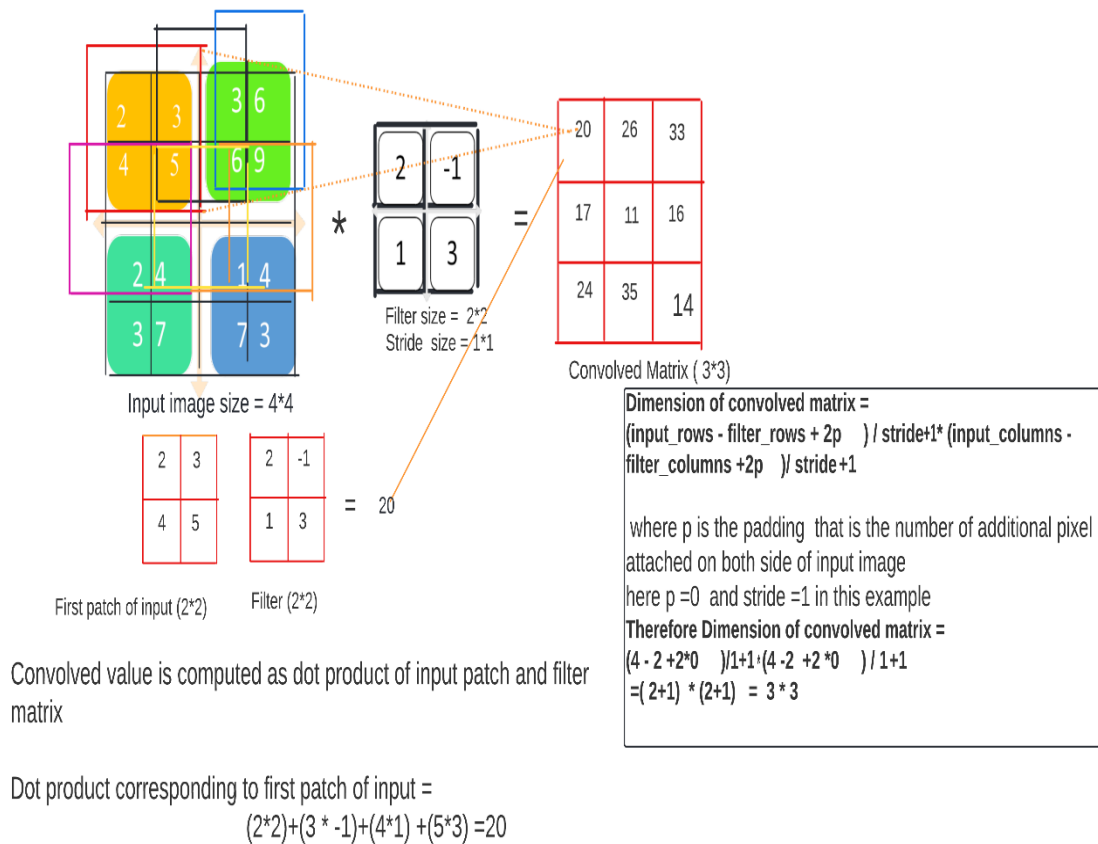 2 3 3 6
4 5 6 9
2 4 1 4
3 7 7 3
*
2 -1
1 3
=
20 26 33
17 11 16
24 35 14
Filter size = 2*2
Stride size = 1*1
Convolved Matrix ( 3*3)
Input image size = 4*4
2 3
4 5
2 -1
1 3
= 20
First patch of input (2*2)
Filter (2*2)
Dimension of convolved matrix =
(input_rows - filter_rows + 2p ) / stride+1* (input_columns -
filter_columns +2p )/ stride +1
where p is the padding that is the number of additional pixel
attached on both side of input image
here p =0 and stride =1 in this example
Therefore Dimension of convolved matrix =
(4 - 2 +2*0 )/1+1*(4 -2 +2 *0 ) / 1+1
=( 2+1) * (2+1) = 3 * 3
Convolved value is computed as dot product of input patch and filter
matrix
Dot product corresponding to first patch of input =
(2*2)+(3 * -1)+(4*1) +(5*3) =20